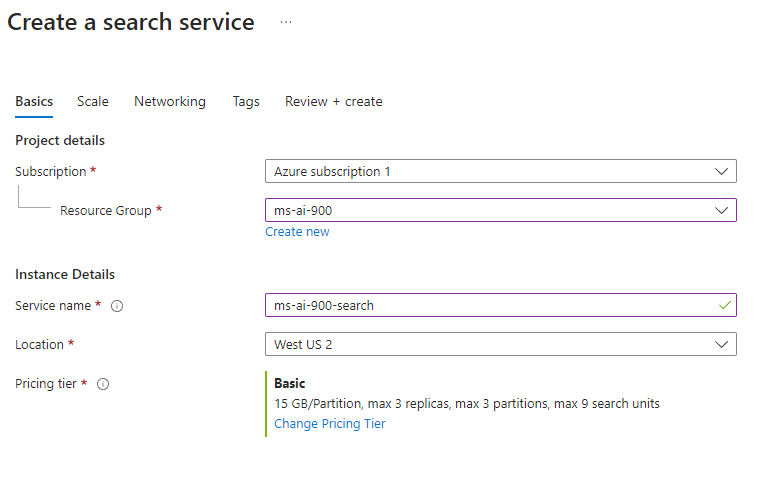 Create a search service ...
Basics Scale Networking Tags Review + create
Project details
Subscription * Azure subscription 1
Resource Group * ms-ai-900
Create new
Instance Details
Service name * ms-ai-900-search
Location * West US 2
Pricing tier * Basic
15 GB/Partition, max 3 replicas, max 3 partitions, max 9 search units
Change Pricing Tier